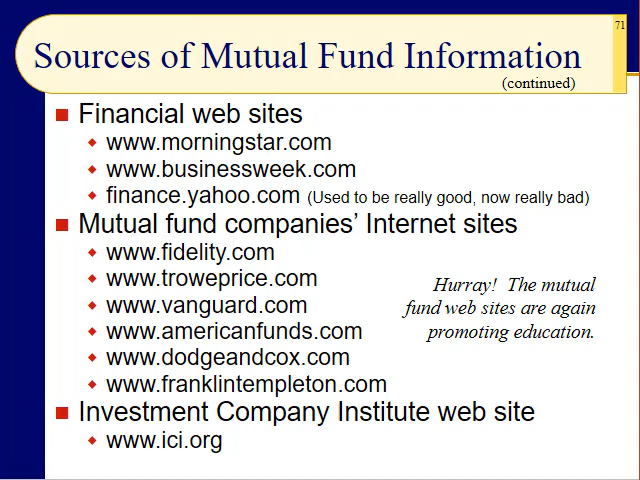 71
Sources of Mutual Fund Information
(continued)
Financial web sites
www.morningstar.com
www.businessweek.com
finance.yahoo.com (Used to be really good, now really bad)
Mutual fund companies’ Internet sites
www.fidelity.com
www.troweprice.com
www.vanguard.com
www.americanfunds.com
www.dodgeandcox.com
www.franklintempleton.com
Hurray!  The mutual
fund web sites are again
promoting education.
Investment Company Institute web site
www.ici.org